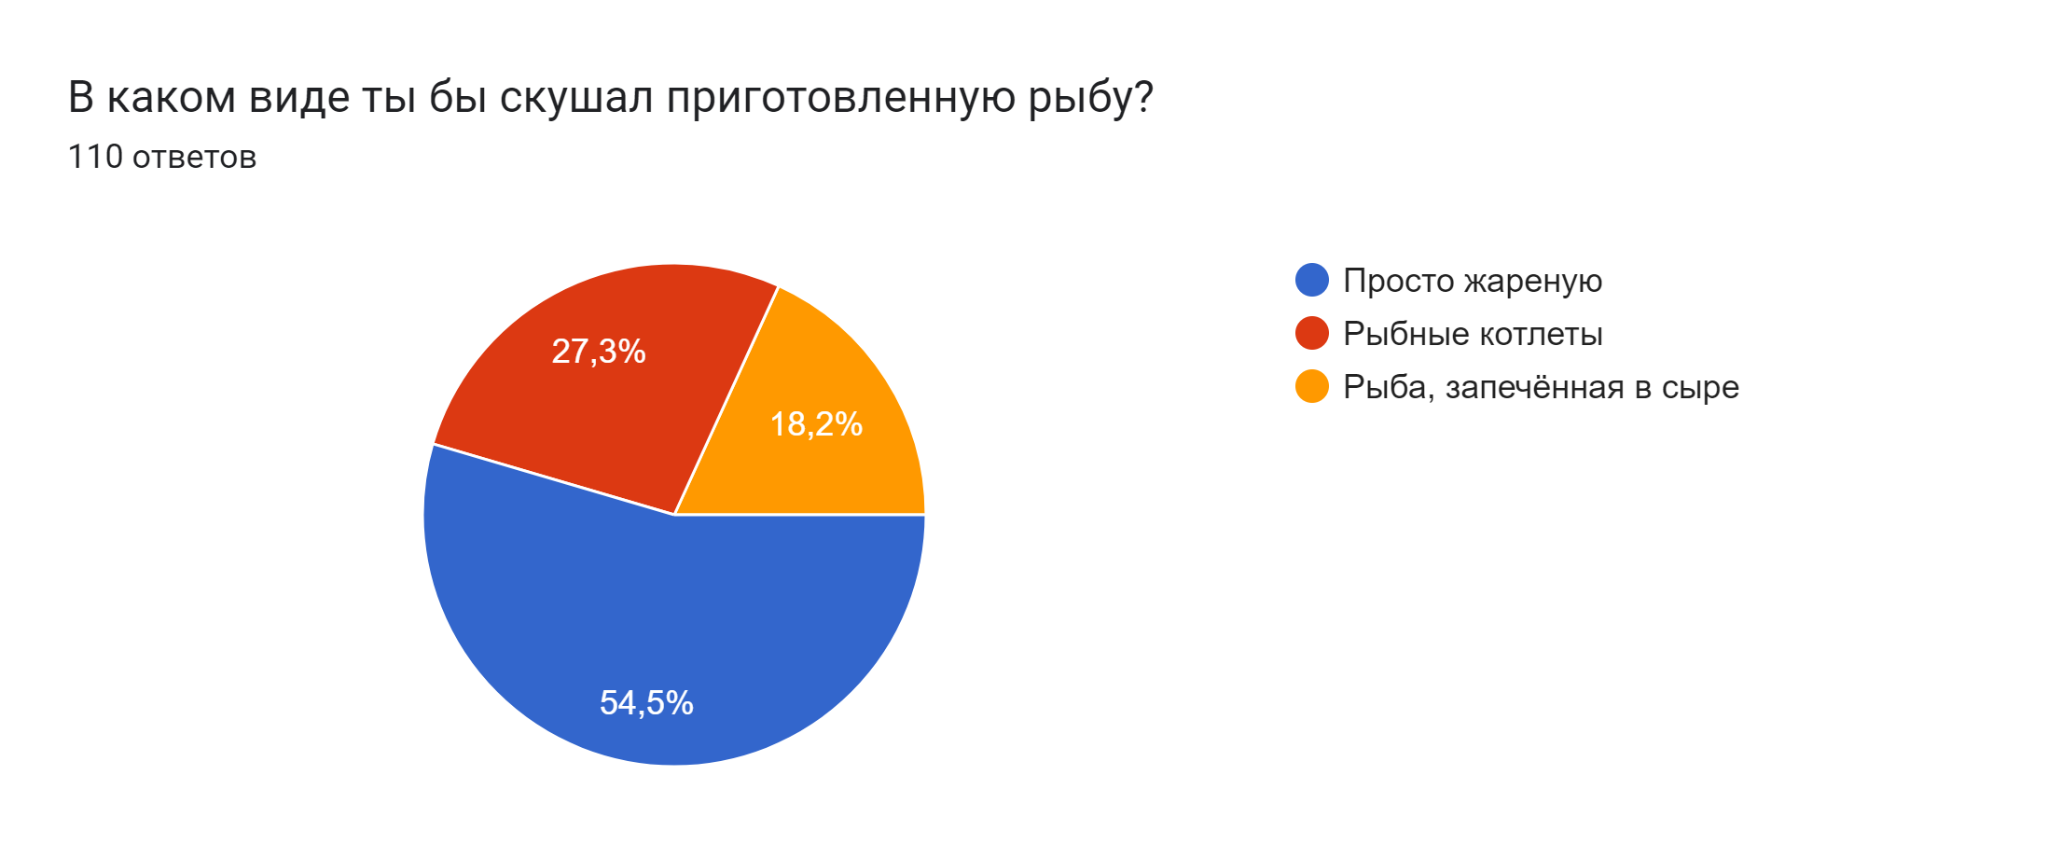 В каком виде ты бы скушал приготовленную рыбу?
110 ответов
Просто жареную
Рыбные котлеты
Рыба, запечённая в сыре
27,3%
18,2%
54,5%